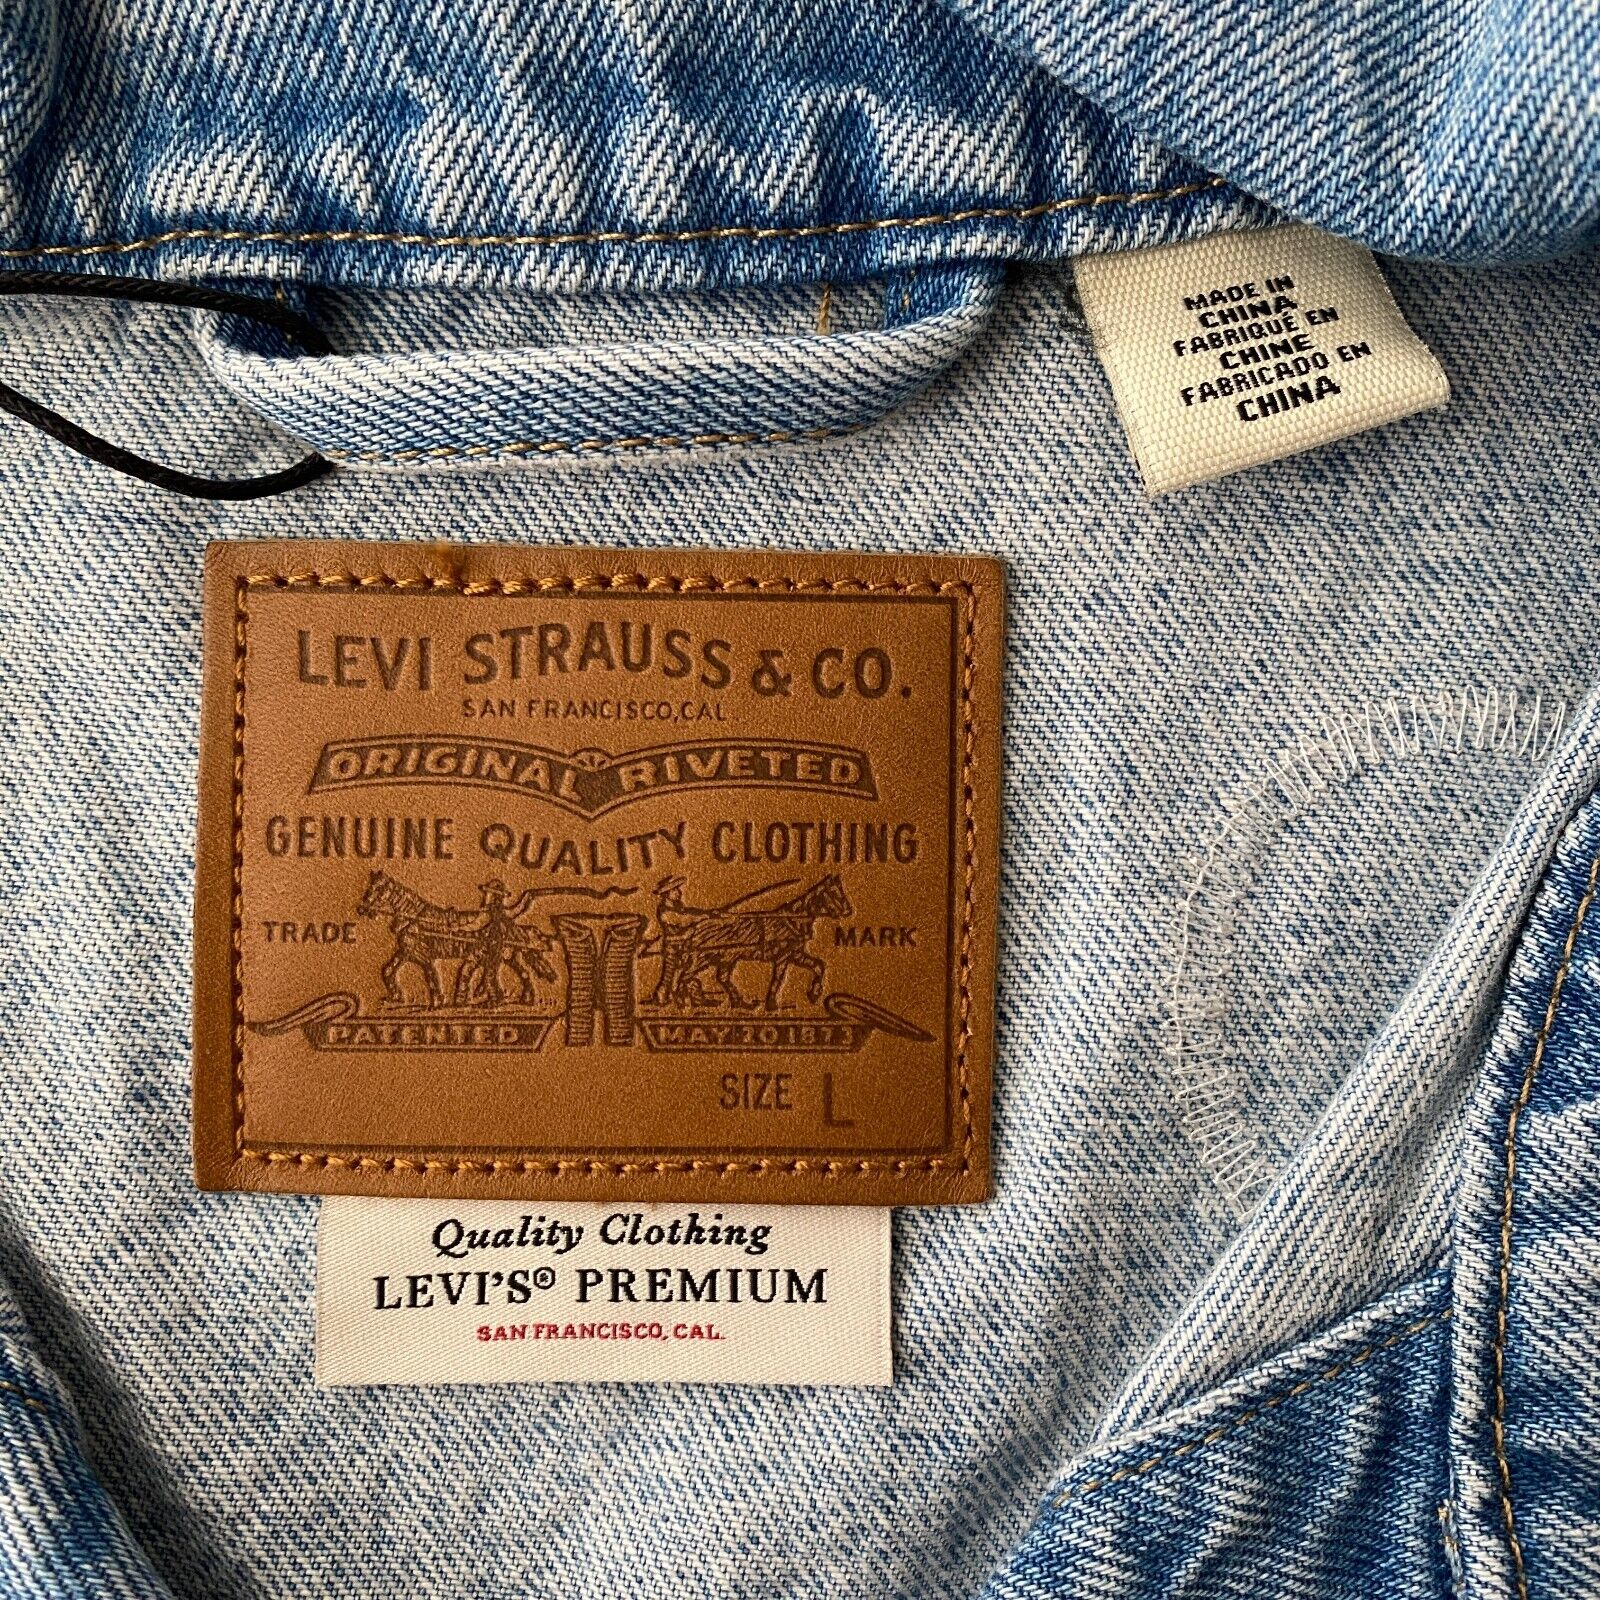 MADE IN
CHINA
FABRIQUÉ EN
CHINE
FABRICADO EN
CHINA
LEVI STRAUSS & CO.
SAN FRANCISCO, CAL
ORIGINAL RIVETED
GENUINE QUALITY CLOTHING
TRADE MARK
PATENTED MAY 20 1873
SIZE L
Quality Clothing
LEVI'S® PREMIUM
SAN FRANCISCO, CAL.